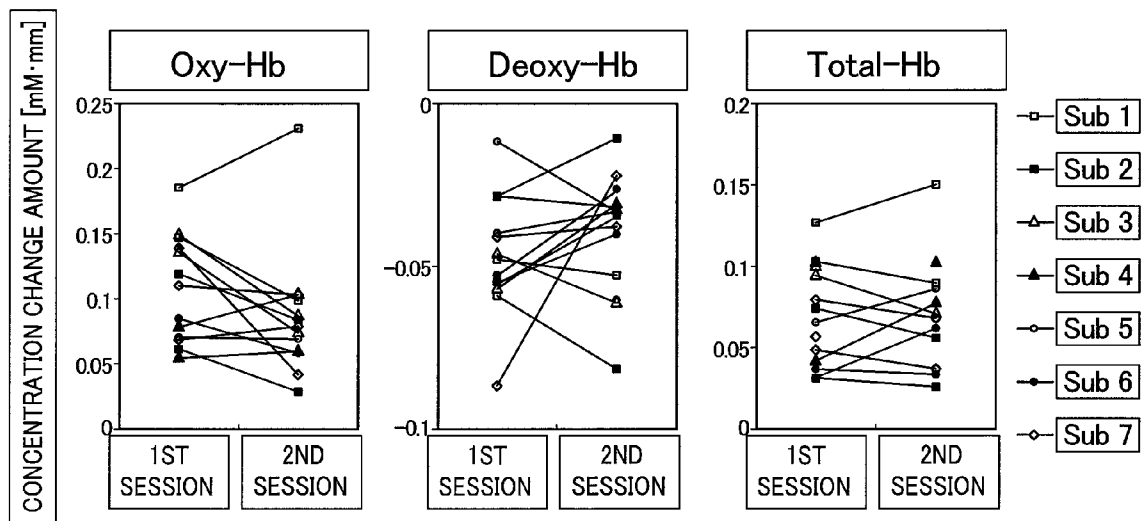 CONCENTRATION CHANGE AMOUNT [mM·mm]
Oxy-Hb
0.25
0.2
0.15
0.1
0.05
0
1ST
SESSION
2ND
SESSION
Deoxy-Hb
0
-0.05
-0.1
1ST
SESSION
2ND
SESSION
Total-Hb
0.2
0.15
0.1
0.05
0
1ST
SESSION
2ND
SESSION
Sub 1
Sub 2
Sub 3
Sub 4
Sub 5
Sub 6
Sub 7